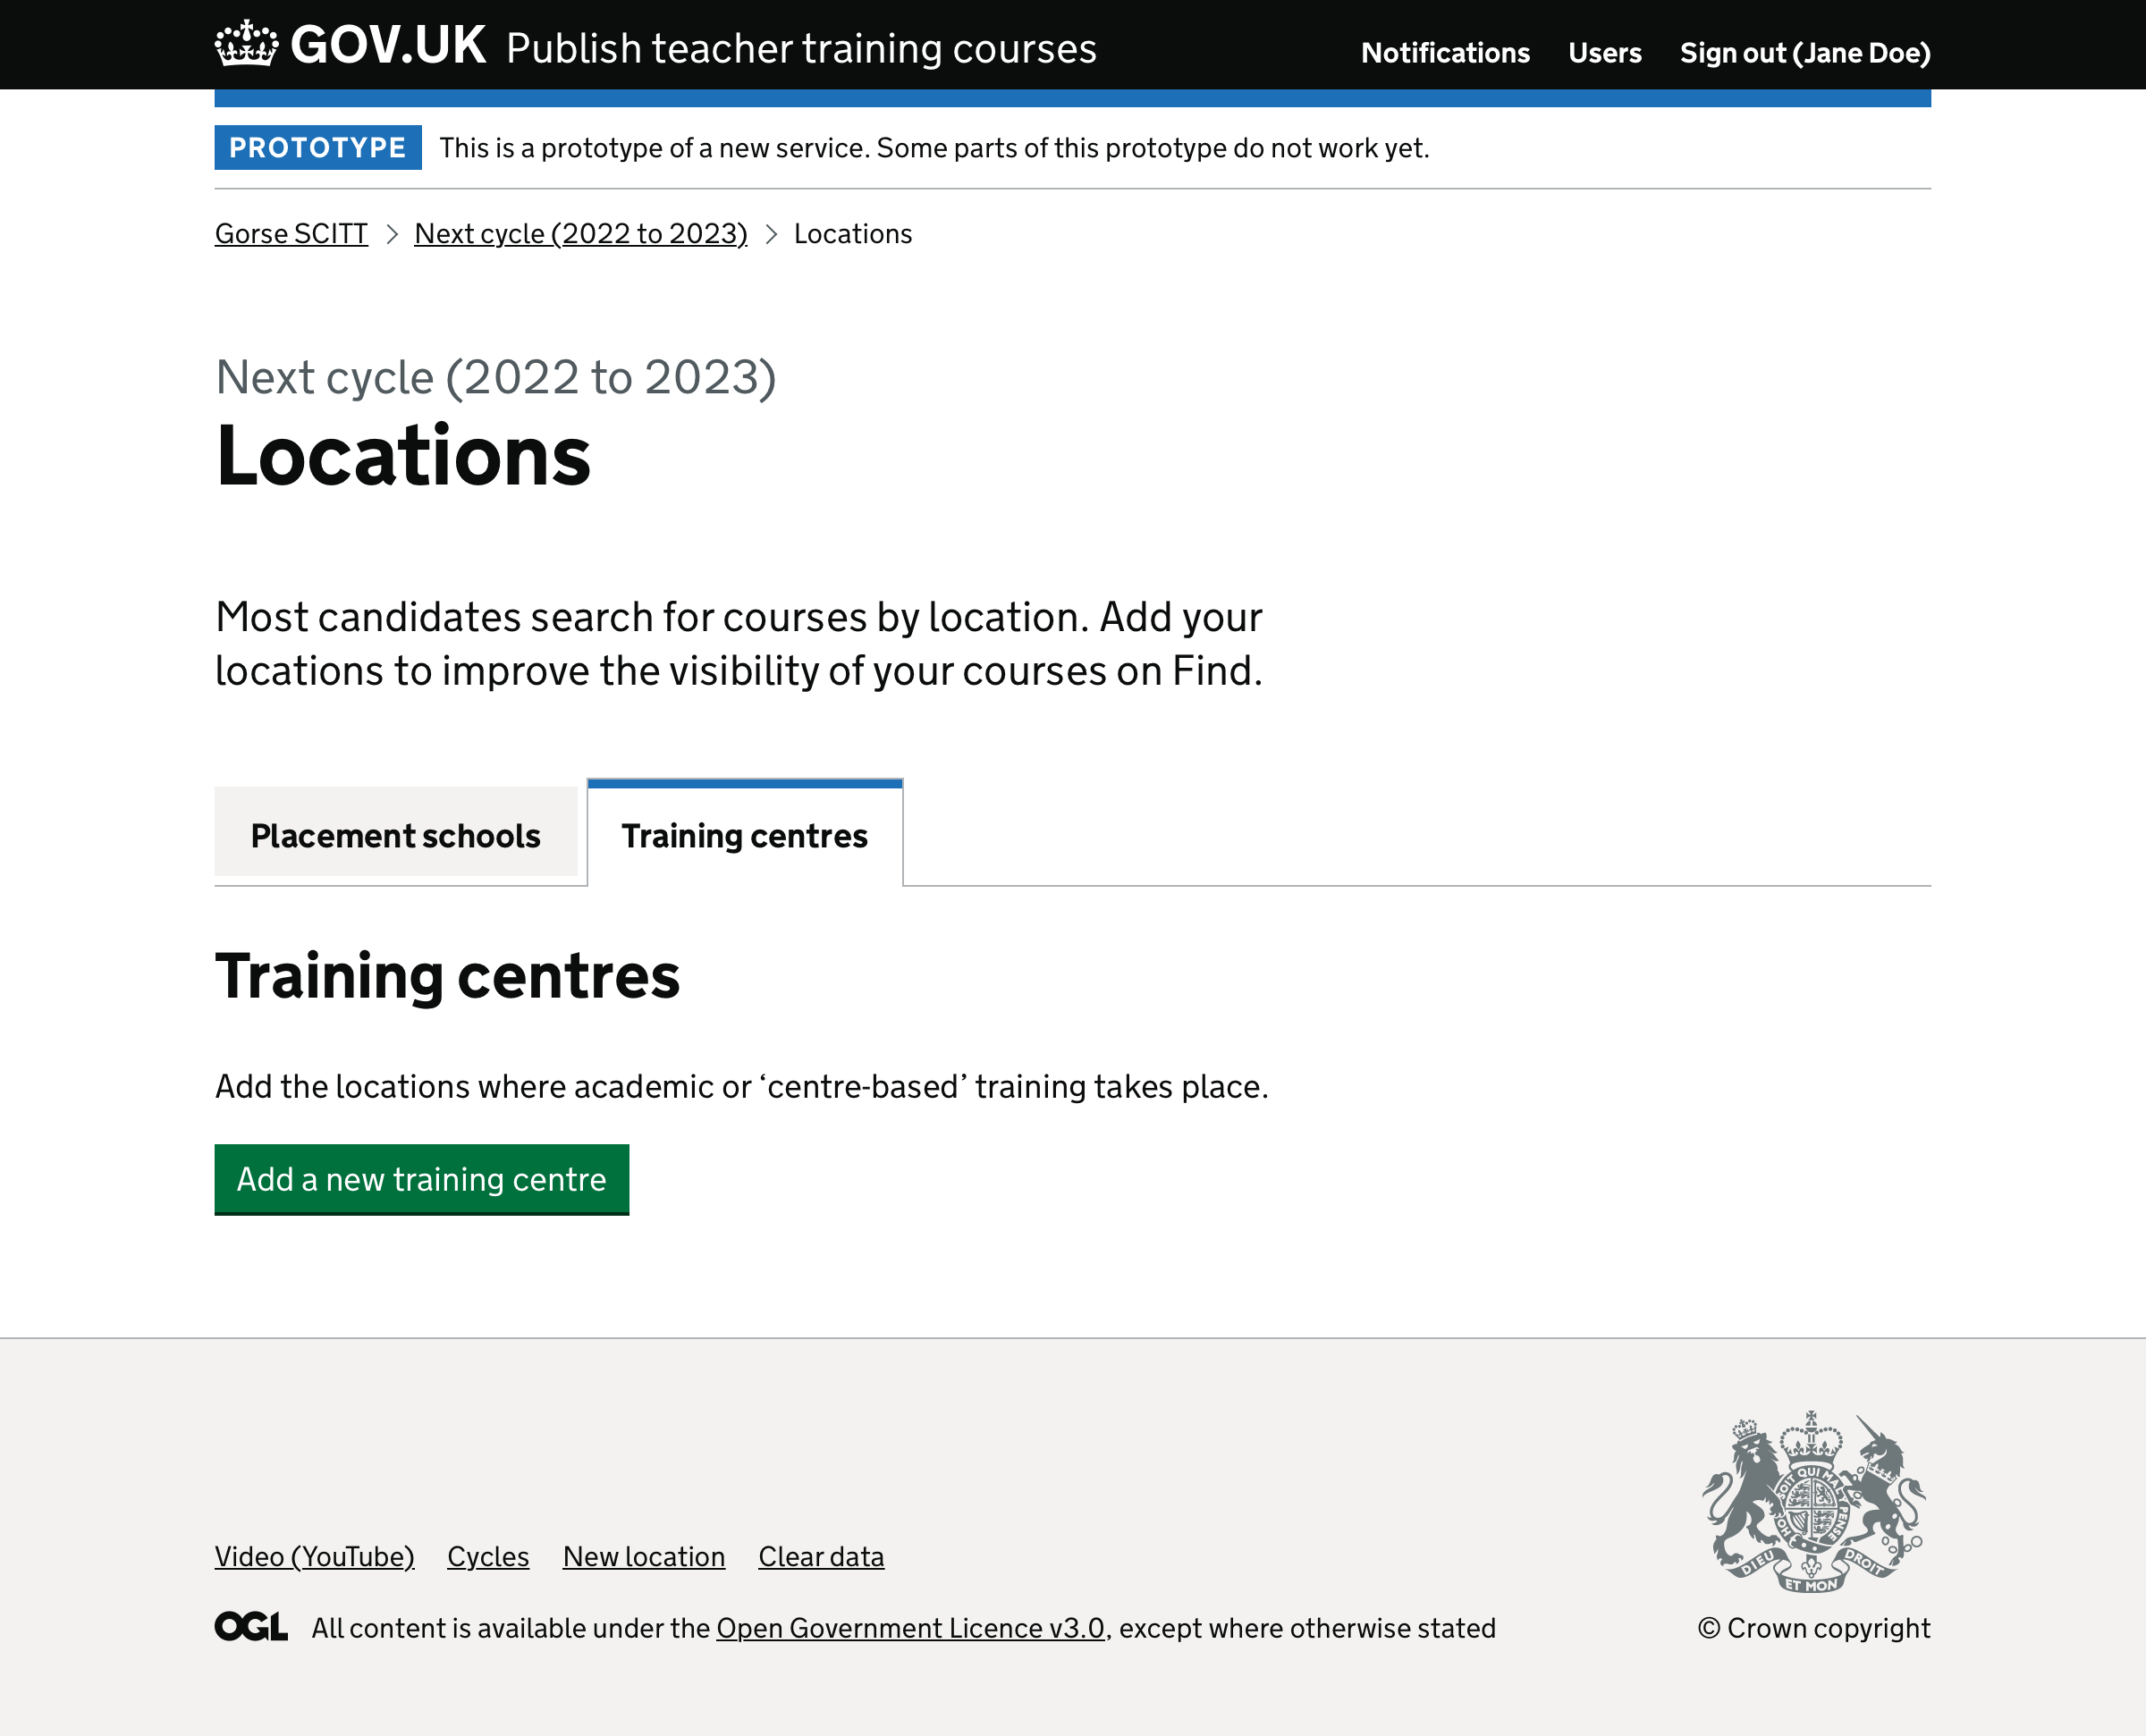 GOV.UK Publish teacher training courses Notifications Users Sign out (Jane Doe)
PROTOTYPE This is a prototype of a new service. Some parts of this prototype do not work yet.
Gorse SCITT Next cycle (2022 to 2023) Locations
Next cycle (2022 to 2023)
Locations
Most candidates search for courses by location. Add your
locations to improve the visibility of your courses on Find.
Placement schools Training centres
Training centres
Add the locations where academic or ‘centre-based’ training takes place.
Add a new training centre
Video (YouTube) Cycles New location Clear data
OGL All content is available under the Open Government Licence v3.0, except where otherwise stated
HONI SOIT QUI MAL Y PENSE
DIEU ET MON DROIT
© Crown copyright